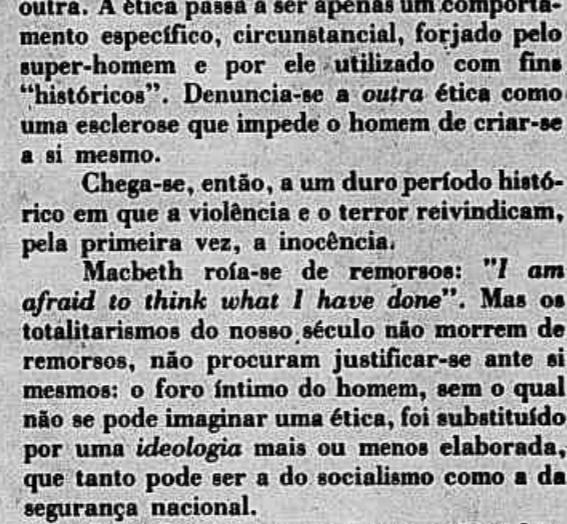 outra. A ética passa a ser apenas um comporta-
mento específico, circunstancial, forjado pelo
super-homem e por ele utilizado com fins
“históricos”. Denuncia-se a outra ética como
uma esclerose que impede o homem de criar-se
a si mesmo.
Chega-se, então, a um duro período histó-
rico em que a violência e o terror reivindicam,
pela primeira vez, a inocência.
Macbeth roía-se de remorsos: "I am
afraid to think what I have done". Mas os
totalitarismos do nosso século não morrem de
remorsos, não procuram justificar-se ante si
mesmos: o foro íntimo do homem, sem o qual
não se pode imaginar uma ética, foi substituído
por uma ideologia mais ou menos elaborada,
que tanto pode ser a do socialismo como a da
segurança nacional.